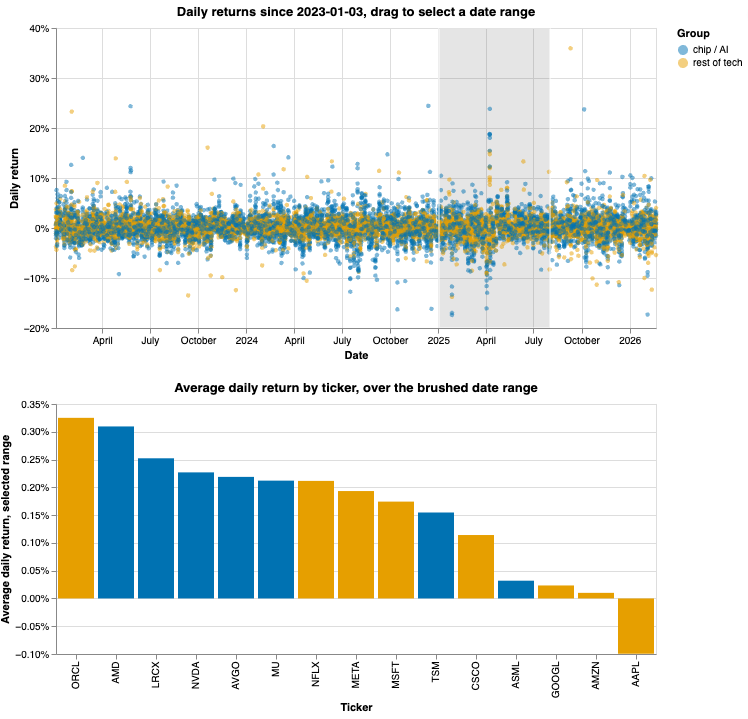 Daily returns since 2023-01-03, drag to select a date range
Group
chip / AI
rest of tech
Daily return
40%
30%
20%
10%
0%
−10%
−20%
April
July
October
2024
April
July
October
2025
April
July
October
2026
Date
Average daily return by ticker, over the brushed date range
Average daily return, selected range
0.35%
0.30%
0.25%
0.20%
0.15%
0.10%
0.05%
0.00%
−0.05%
−0.10%
ORCL
AMD
LRCX
NVDA
AVGO
MU
NFLX
META
MSFT
TSM
CSCO
ASML
GOOGL
AMZN
AAPL
Ticker